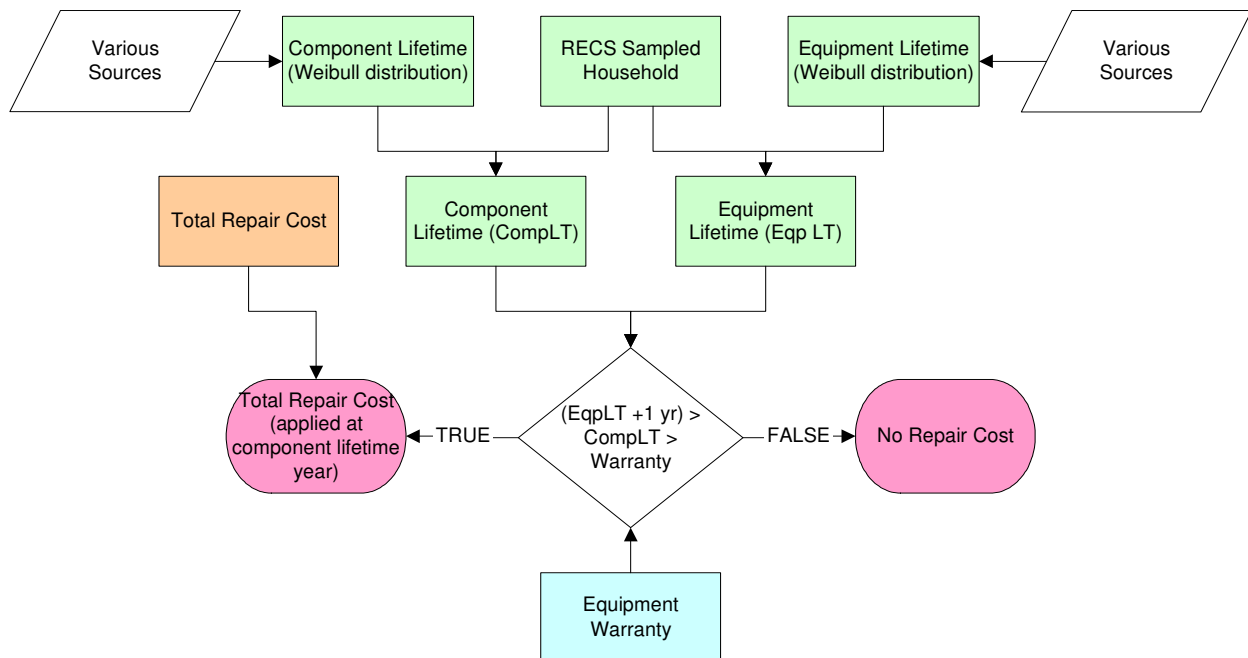 Various
Sources
Component Lifetime
(Weibull distribution)
RECS Sampled
Household
Equipment Lifetime
(Weibull distribution)
Various
Sources
Total Repair Cost
Component
Lifetime (CompLT)
Equipment
Lifetime (Eqp LT)
Total Repair Cost
(applied at
component lifetime
year)
TRUE
(EqpLT +1 yr) >
CompLT >
Warranty
FALSE
No Repair Cost
Equipment
Warranty